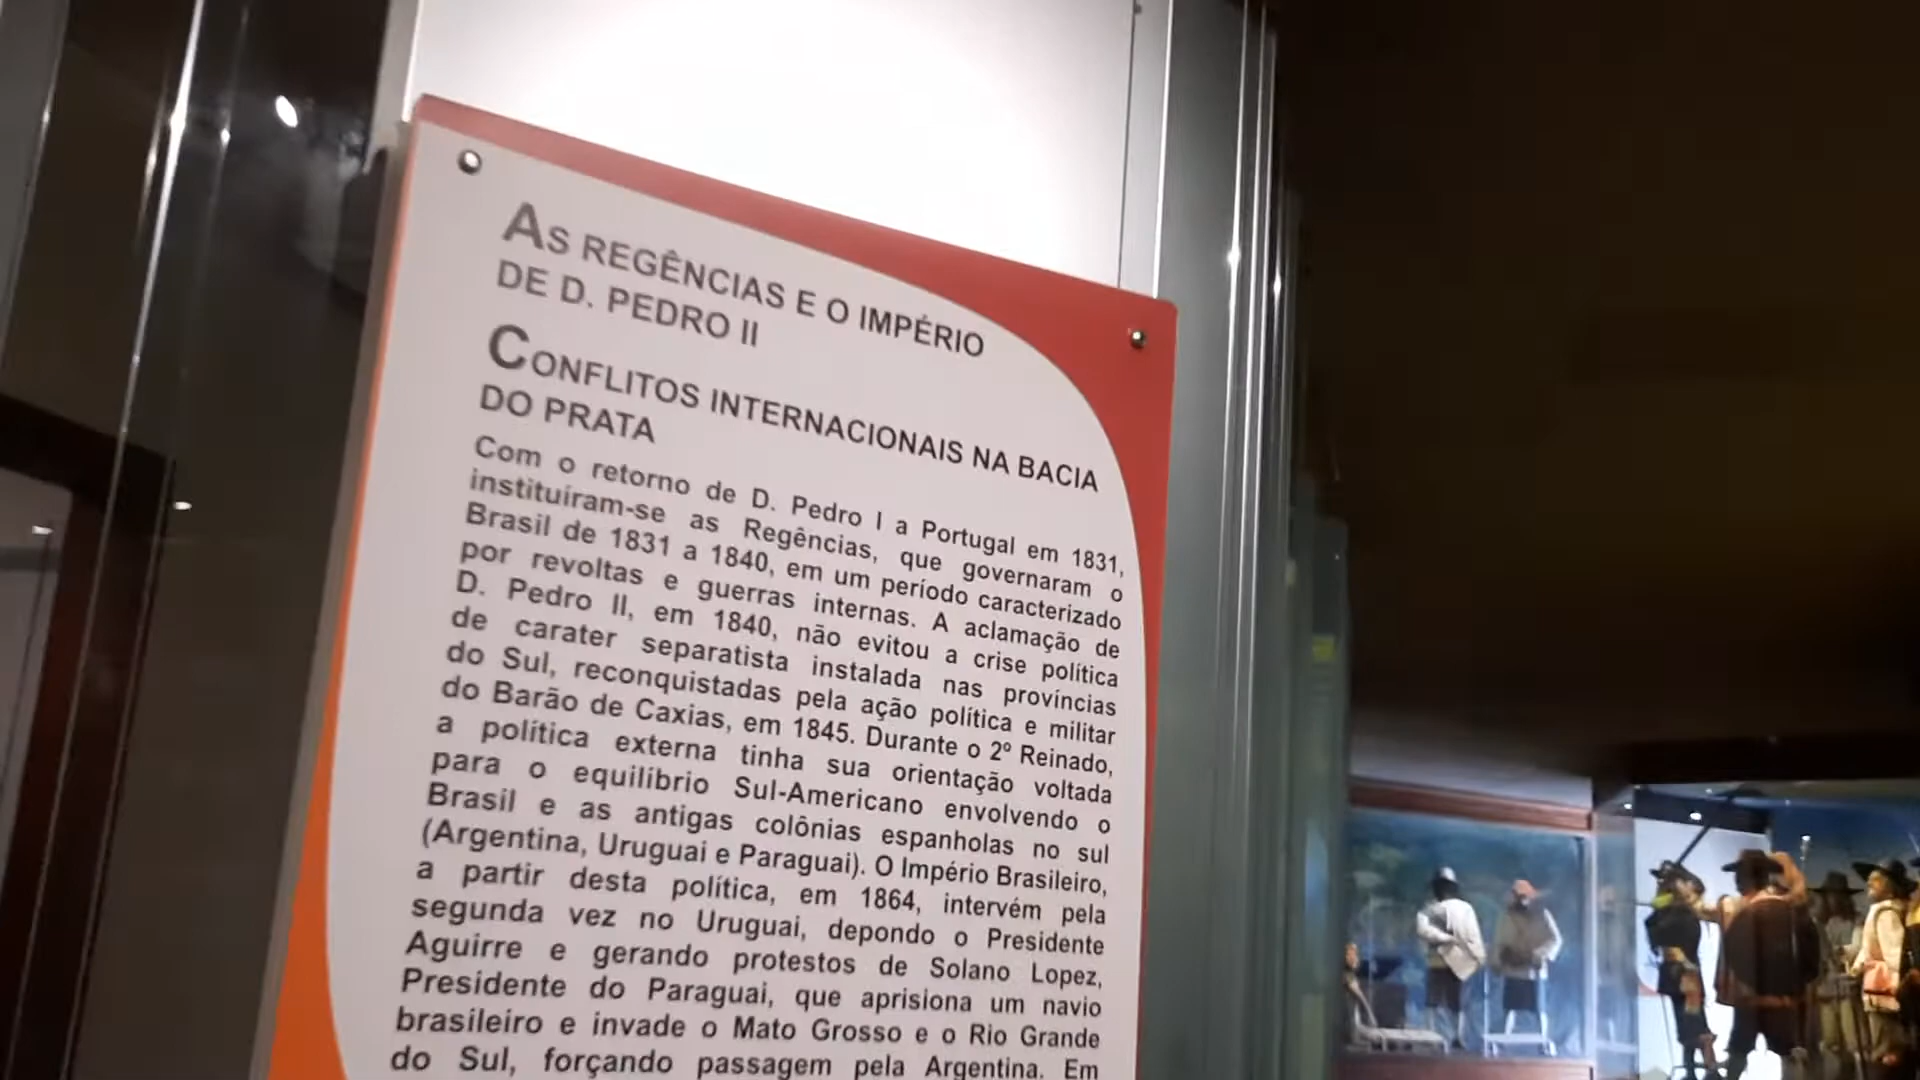 AS REGÊNCIAS E O IMPÉRIO
DE D. PEDRO II
CONFLITOS INTERNACIONAIS NA BACIA
DO PRATA
Com o retorno de D. Pedro I a Portugal em 1831,
instituíram-se as Regências, que governaram o
Brasil de 1831 a 1840, em um período caracterizado
por revoltas e guerras internas. A aclamação de
D. Pedro II, em 1840, não evitou a crise política
de carater separatista instalada nas províncias
do Sul, reconquistadas pela ação política e militar
do Barão de Caxias, em 1845. Durante o 2º Reinado,
a política externa tinha sua orientação voltada
para o equilíbrio Sul-Americano envolvendo o
Brasil e as antigas colônias espanholas no sul
(Argentina, Uruguai e Paraguai). O Império Brasileiro,
a partir desta política, em 1864, intervém pela
segunda vez no Uruguai, depondo o Presidente
Aguirre e gerando protestos de Solano Lopez,
Presidente do Paraguai, que aprisiona um navio
brasileiro e invade o Mato Grosso e o Rio Grande
do Sul, forçando passagem pela Argentina. Em